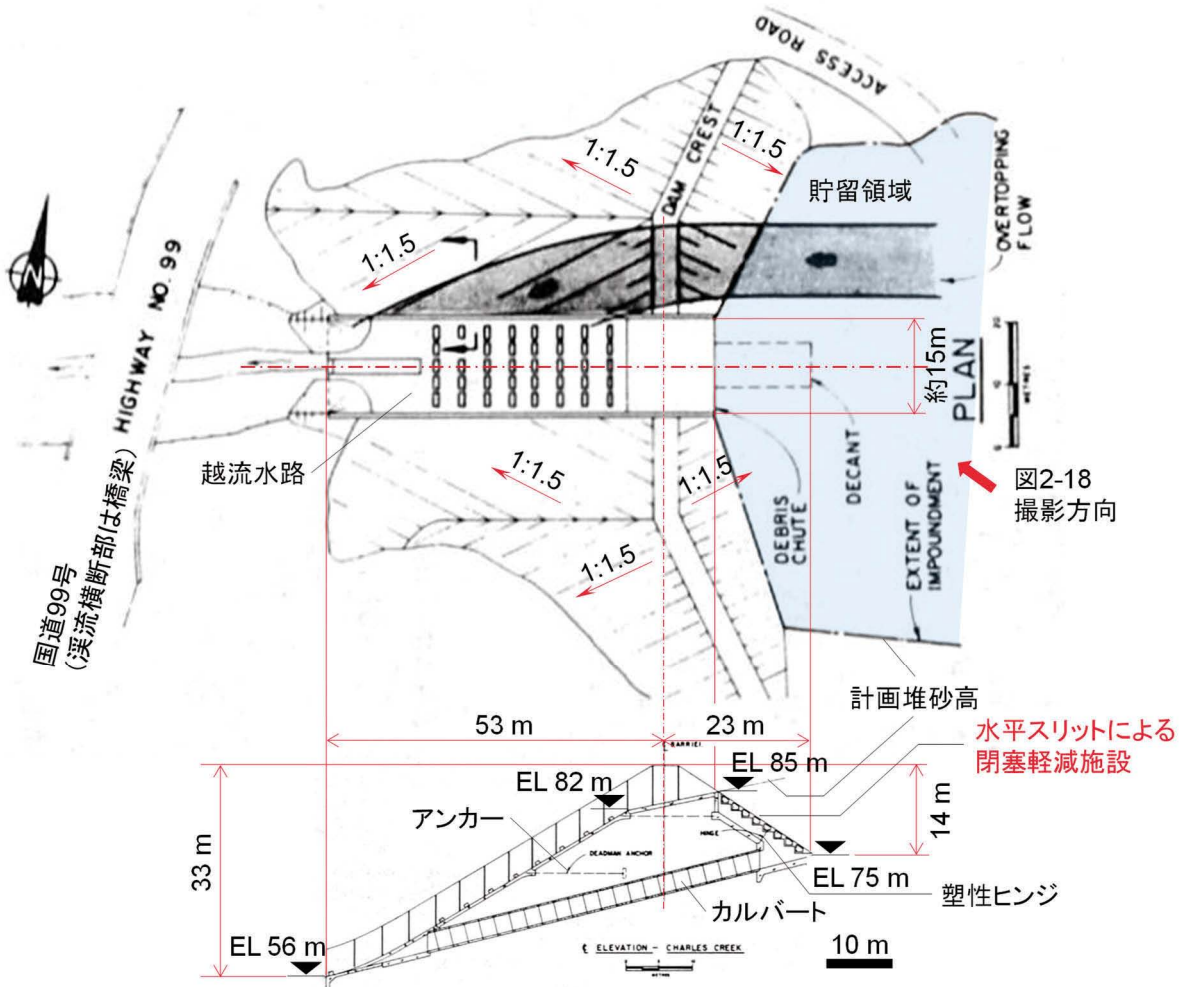 ACCESS ROAD
DAM CREST
1:1.5
1:1.5
貯留領域
OVERTOPPING
FLOW
1:1.5
N
HIGHWAY NO. 99
国道99号
(渓流横断部は橋梁)
約15m
PLAN
20
10
0
METRES
越流水路
1:1.5
1:1.5
1:1.5
DEBRIS
CHUTE
DECANT
EXTENT OF
IMPOUNDMENT
図2-18
撮影方向
計画堆砂高
53 m
23 m
水平スリットによる
閉塞軽減施設
EL 82 m
EL 85 m
アンカー
HINGE
33 m
14 m
DEADMAN ANCHOR
EL 75 m
塑性ヒンジ
カルバート
EL 56 m
℄ ELEVATION - CHARLES CREEK
METRES
10 m